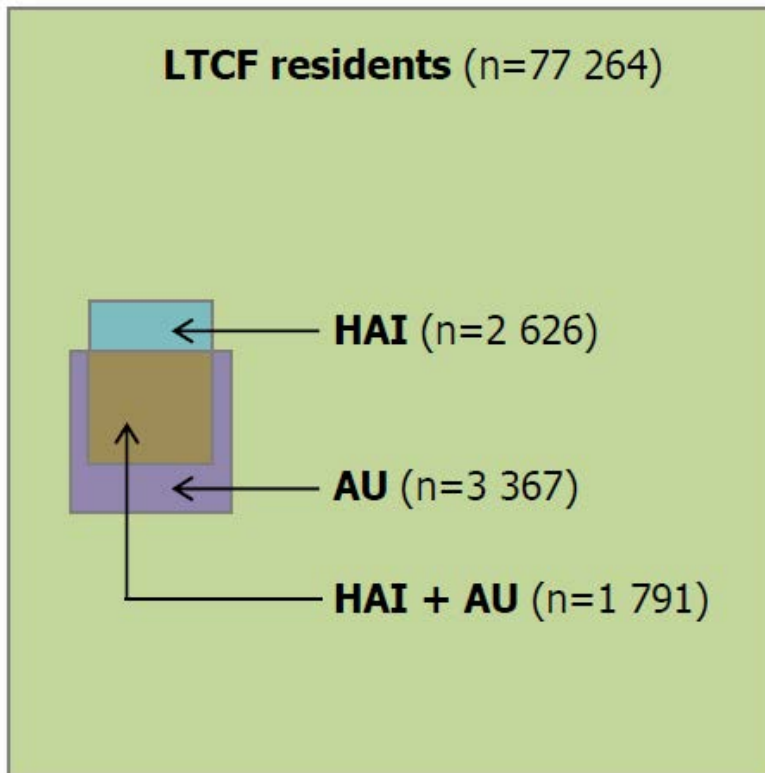 LTCF residents (n=77 264)
HAI (n=2 626)
AU (n=3 367)
HAI + AU (n=1 791)